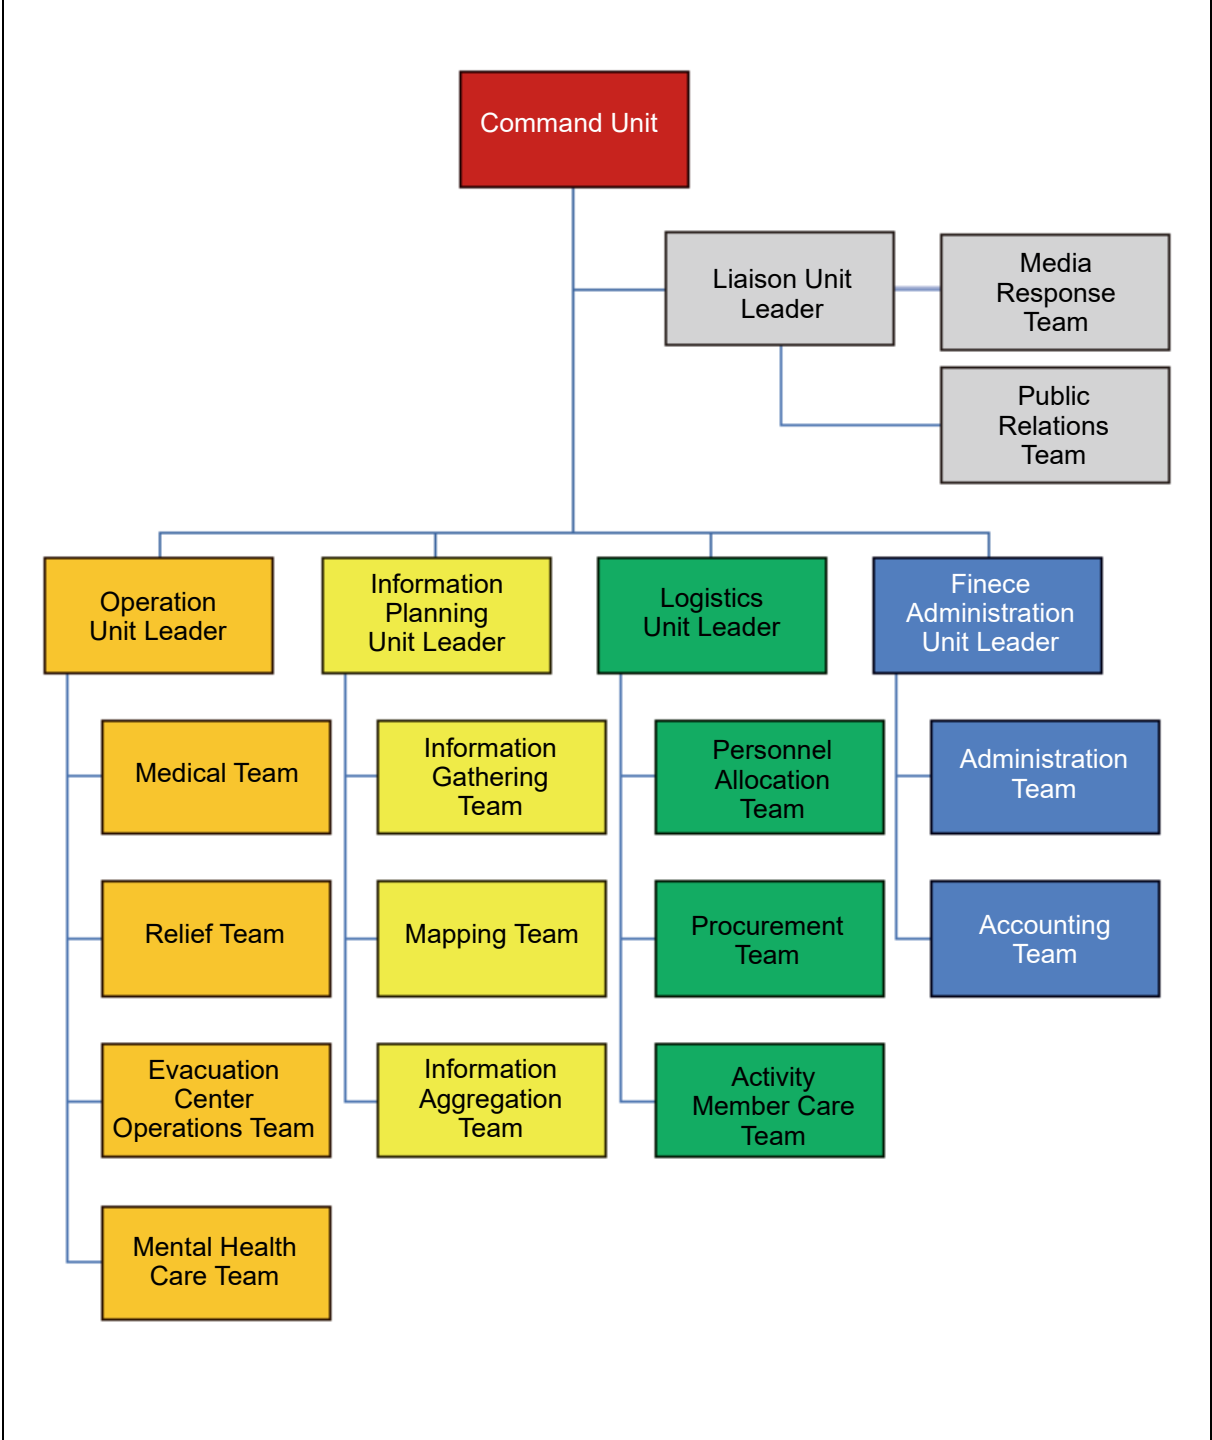 Command Unit
Liaison Unit
Leader
Media
Response
Team
Public
Relations
Team
Operation
Unit Leader
Information
Planning
Unit Leader
Logistics
Unit Leader
Finece
Administration
Unit Leader
Medical Team
Information
Gathering
Team
Personnel
Allocation
Team
Administration
Team
Relief Team
Mapping Team
Procurement
Team
Accounting
Team
Evacuation
Center
Operations Team
Information
Aggregation
Team
Activity
Member Care
Team
Mental Health
Care Team